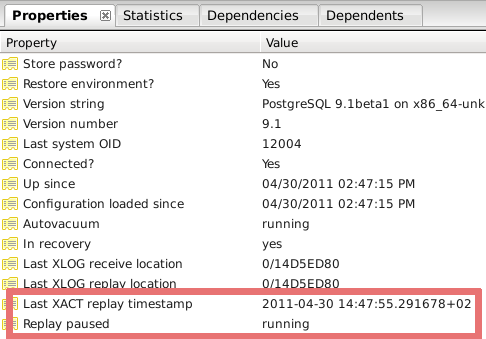 Properties Statistics Dependencies Dependents
Property Value
Store password? No
Restore environment? Yes
Version string PostgreSQL 9.1beta1 on x86_64-unk
Version number 9.1
Last system OID 12004
Connected? Yes
Up since 04/30/2011 02:47:15 PM
Configuration loaded since 04/30/2011 02:47:15 PM
Autovacuum running
In recovery yes
Last XLOG receive location 0/14D5ED80
Last XLOG replay location 0/14D5ED80
Last XACT replay timestamp 2011-04-30 14:47:55.291678+02
Replay paused running